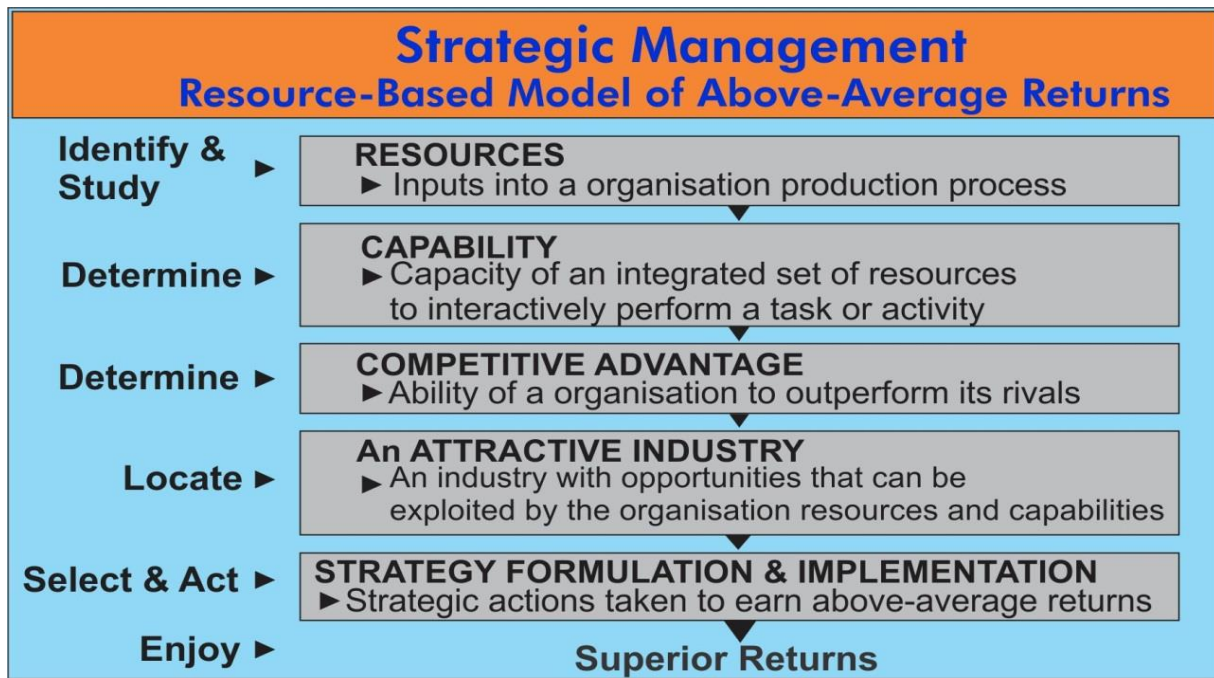 Strategic Management
Resource-Based Model of Above-Average Returns
Identify &
Study
RESOURCES
Inputs into a organisation production process
Determine
CAPABILITY
Capacity of an integrated set of resources
to interactively perform a task or activity
Determine
COMPETITIVE ADVANTAGE
Ability of a organisation to outperform its rivals
Locate
An ATTRACTIVE INDUSTRY
An industry with opportunities that can be
exploited by the organisation resources and capabilities
Select & Act
STRATEGY FORMULATION & IMPLEMENTATION
Strategic actions taken to earn above-average returns
Enjoy
Superior Returns